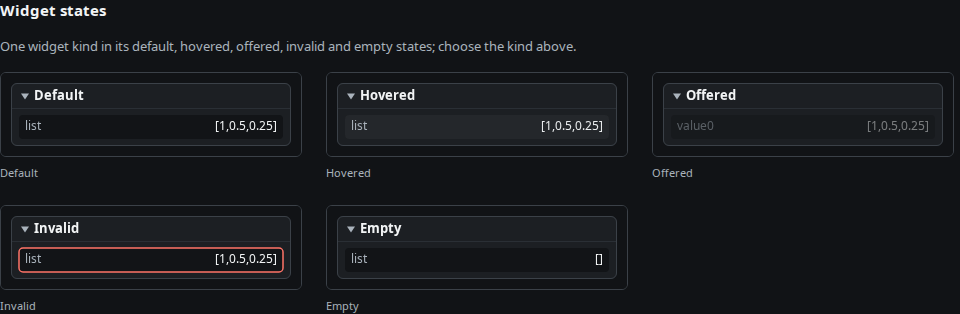 Widget states
One widget kind in its default, hovered, offered, invalid and empty states; choose the kind above.
Default
list [1,0.5,0.25]
Default
Hovered
list [1,0.5,0.25]
Hovered
Offered
value0 [1,0.5,0.25]
Offered
Invalid
list [1,0.5,0.25]
Invalid
Empty
list []
Empty